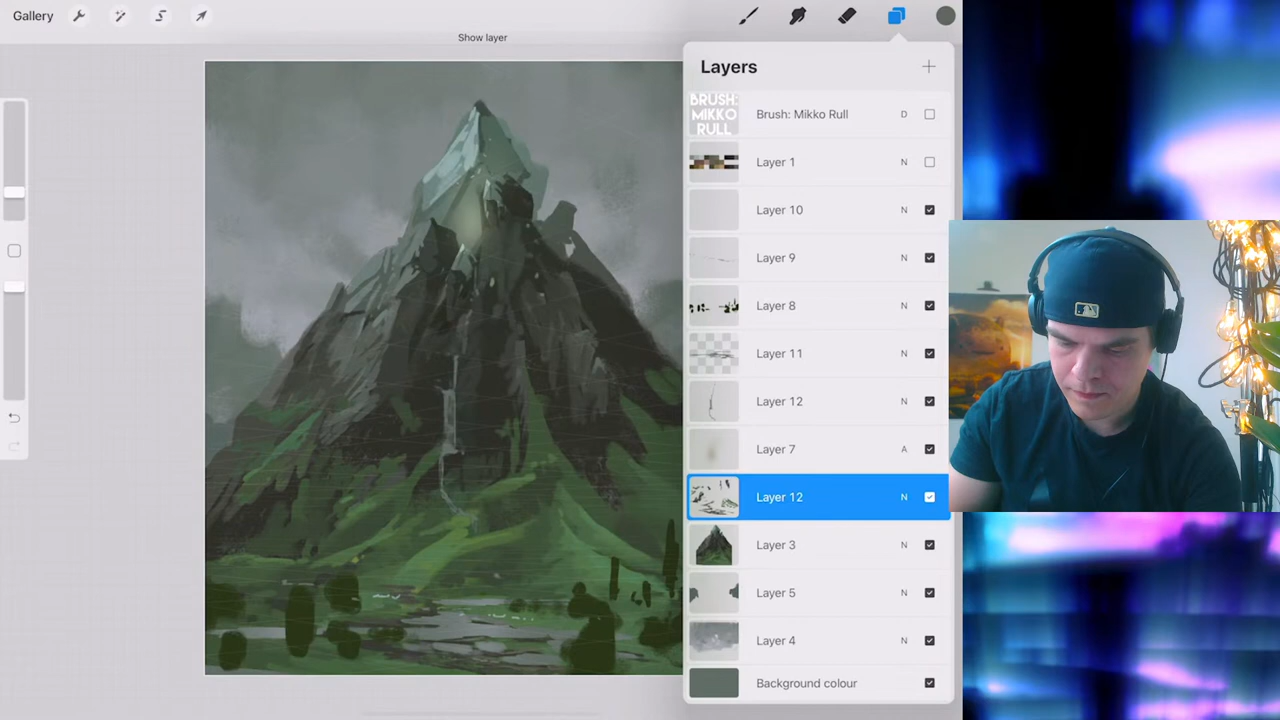 Gallery
Show layer
Layers
BRUSH:
MIKKO
RULL
Brush: Mikko Rull D
Layer 1 N
Layer 10 N
Layer 9 N
Layer 8 N
Layer 11 N
Layer 12 N
Layer 7 A
Layer 12 N
Layer 3 N
Layer 5 N
Layer 4 N
Background colour